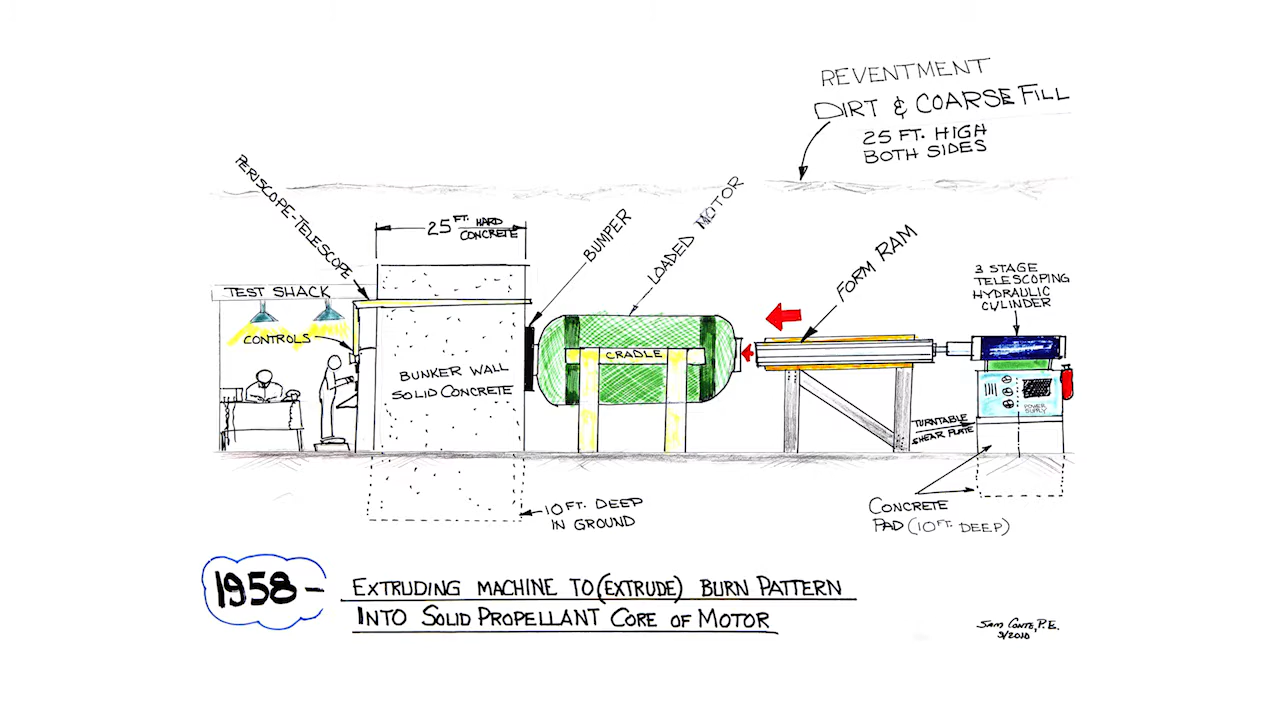 REVENTMENT
DIRT & COARSE FILL
25 FT. HIGH
BOTH SIDES
PERISCOPE-TELESCOPE
25 FT. HARD
CONCRETE
BUMPER
LOADED MOTOR
FORM RAM
3 STAGE
TELESCOPING
HYDRAULIC
CYLINDER
TEST SHACK
CONTROLS
BUNKER WALL
SOLID CONCRETE
CRADLE
POWER
SUPPLY
TURNTABLE
SHEAR PLATE
10 FT. DEEP
IN GROUND
CONCRETE
PAD (10 FT. DEEP)
1958 -
EXTRUDING MACHINE TO (EXTRUDE) BURN PATTERN
INTO SOLID PROPELLANT CORE OF MOTOR
SAM CONTE, P.E.
3/2010